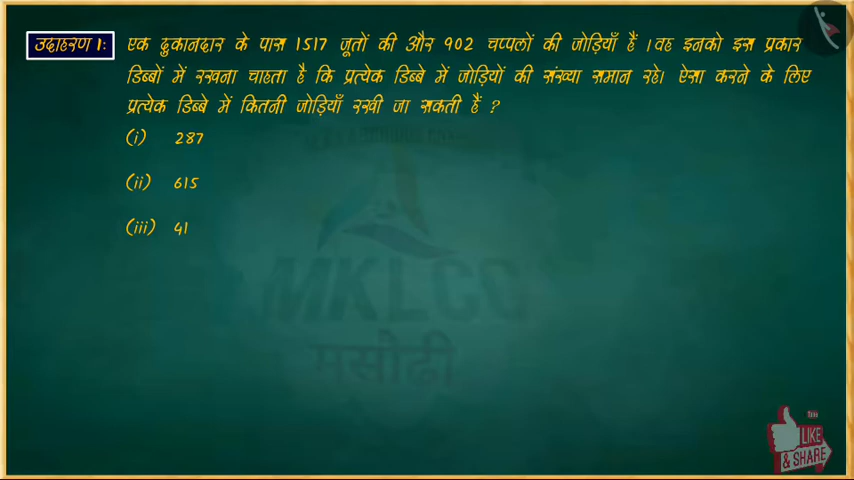 उदाहरण 1:
एक दुकानदार के पास 1517 जूतों की और 902 चप्पलों की जोड़ियाँ हैं । वह इनको इस प्रकार
डिब्बों में रखना चाहता है कि प्रत्येक डिब्बे में जोड़ियों की संख्या समान रहे। ऐसा करने के लिए
प्रत्येक डिब्बे में कितनी जोड़ियाँ रखी जा सकती हैं ?
(i) 287
(ii) 615
(iii) 41
MKLCG
मसोढ़ी
LIKE
& SHARE